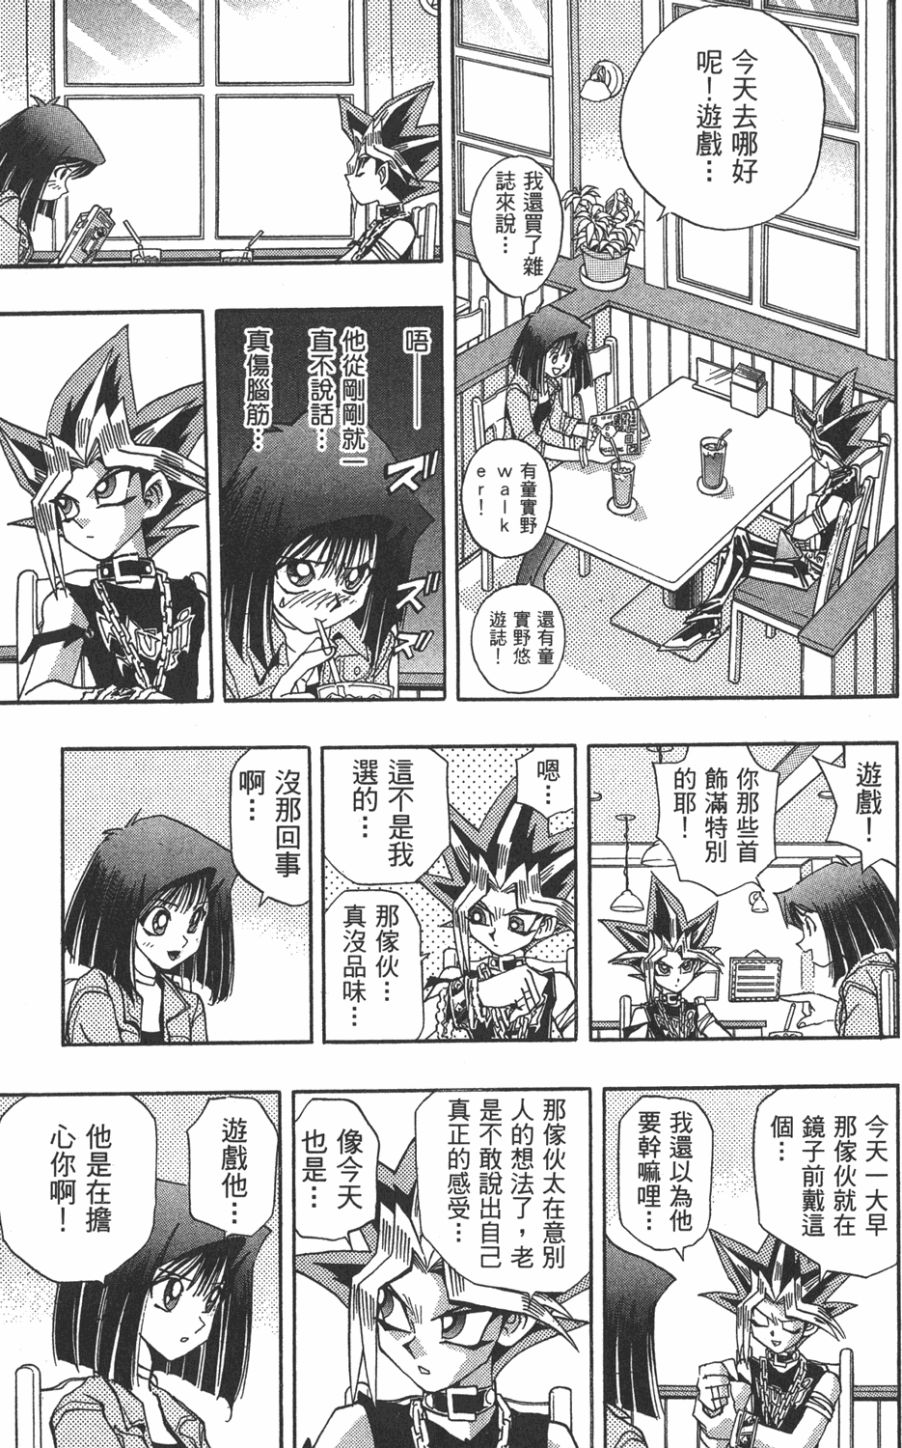 今天去哪好
呢！遊戲…
我還買了雜
誌來說…
有童實野
walk
er！
還有童
實野悠
遊誌！
唔——
他從剛剛就一
直不說話…
真傷腦筋…
ズズズ
遊戲！
你那些首
飾滿特別
的耶！
嗯…
這不是我
選的…
那傢伙…
真沒品味…
沒那回事
啊…
今天一大早
那傢伙就在
鏡子前戴這
個…
我還以為他
要幹嘛哩…
那傢伙太在意別
人的想法了，老
是不敢說出自己
真正的感受…
像今天
也是…
遊戲他…
他是在擔
心你啊！